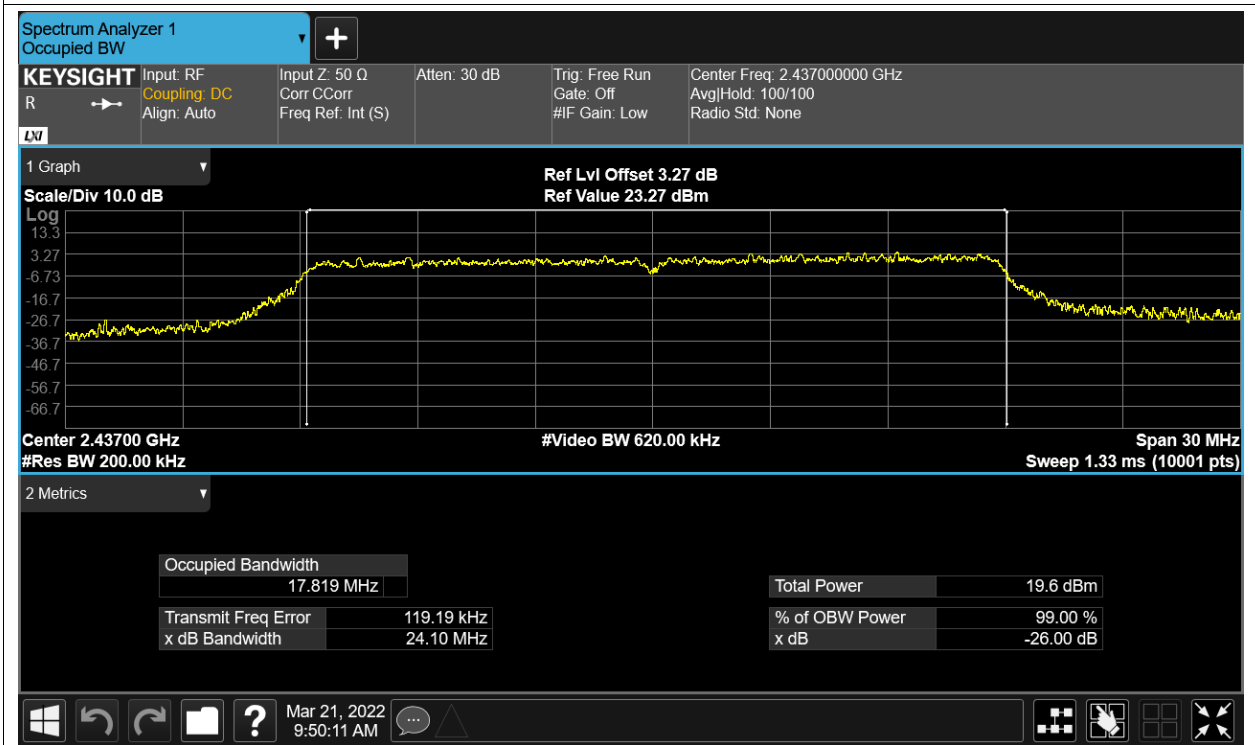 Spectrum Analyzer 1
Occupied BW
KEYSIGHT
R
LXI
Input: RF
Coupling: DC
Align: Auto
Input Z: 50 Ω
Corr CCorr
Freq Ref: Int (S)
Atten: 30 dB
Trig: Free Run
Gate: Off
#IF Gain: Low
Center Freq: 2.437000000 GHz
Avg|Hold: 100/100
Radio Std: None
1 Graph
Scale/Div 10.0 dB
Ref Lvl Offset 3.27 dB
Ref Value 23.27 dBm
Log
13.3
3.27
-6.73
-16.7
-26.7
-36.7
-46.7
-56.7
-66.7
Center 2.43700 GHz
#Res BW 200.00 kHz
#Video BW 620.00 kHz
Span 30 MHz
Sweep 1.33 ms (10001 pts)
2 Metrics
Occupied Bandwidth
17.819 MHz
Transmit Freq Error 119.19 kHz
x dB Bandwidth 24.10 MHz
Total Power 19.6 dBm
% of OBW Power 99.00 %
x dB -26.00 dB
?
Mar 21, 2022
9:50:11 AM